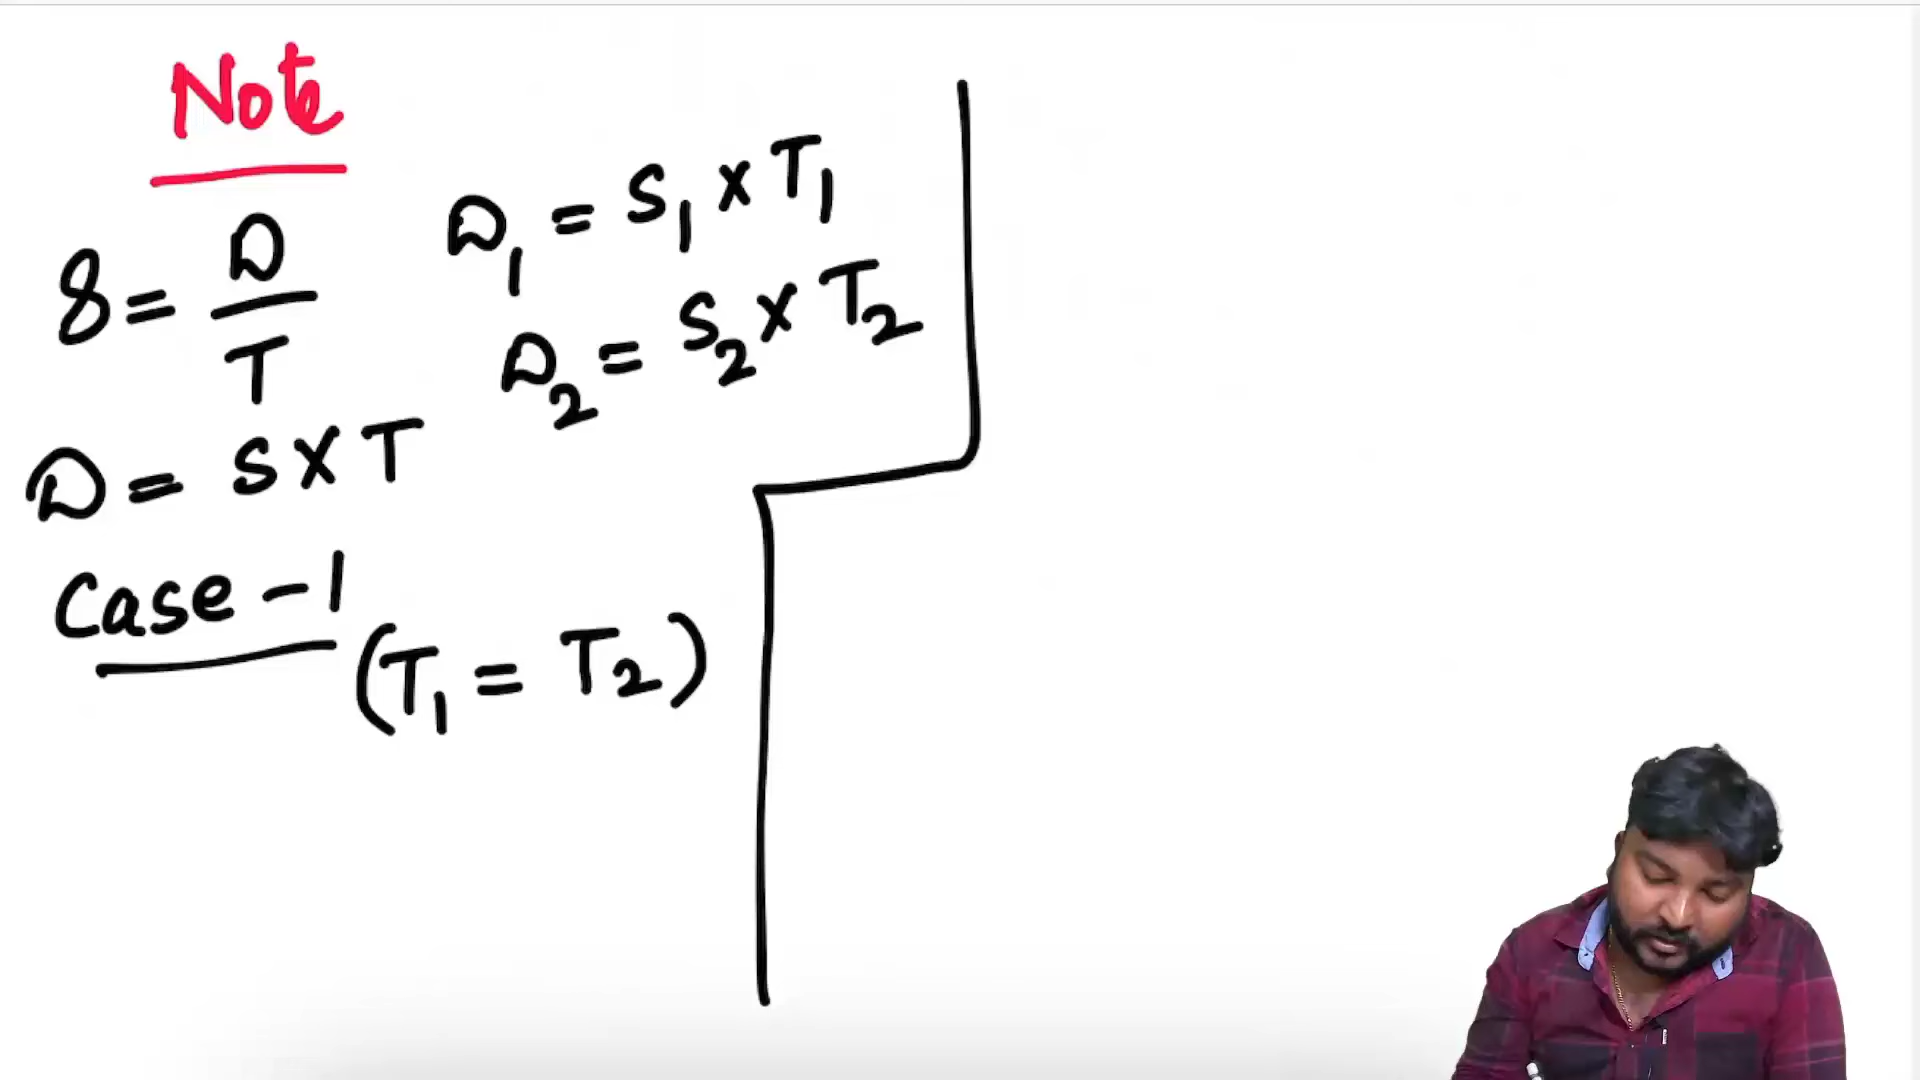 Note
S = D/T
D₁ = S₁ × T₁
D₂ = S₂ × T₂
D = S × T
Case - 1
(T₁ = T₂)